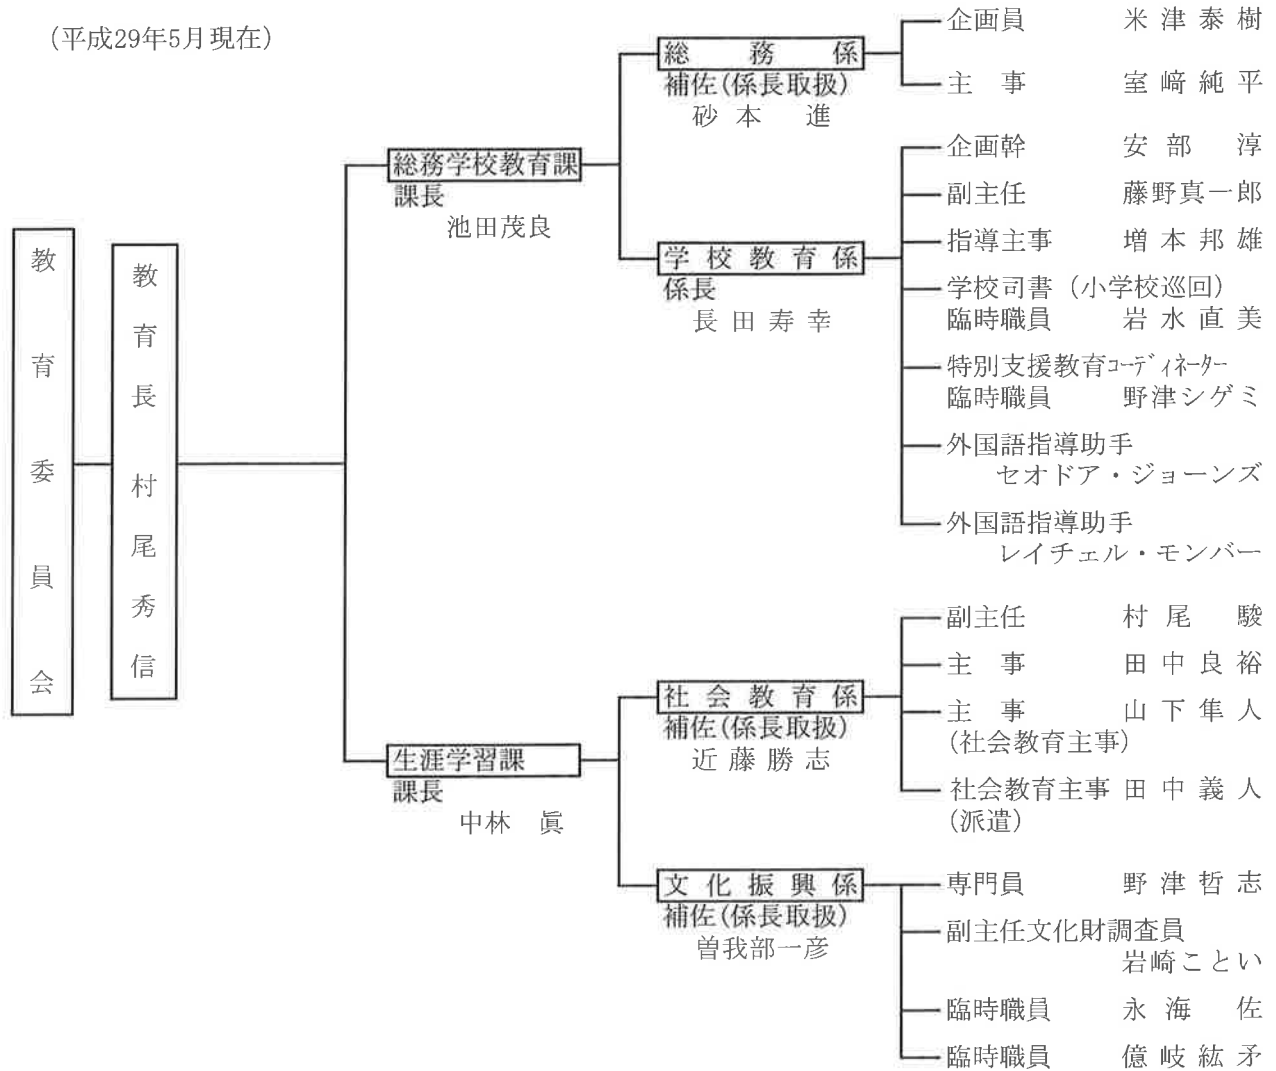 (平成29年5月現在)
教育委員会
教育長 村尾秀信
総務学校教育課
課長
池田茂良
総務係
補佐(係長取扱)
砂本 進
企画員 米津泰樹
主事 室﨑純平
学校教育係
係長
長田寿幸
企画幹 安部 淳
副主任 藤野真一郎
指導主事 増本邦雄
学校司書(小学校巡回)
臨時職員 岩水直美
特別支援教育コーディネーター
臨時職員 野津シゲミ
外国語指導助手
セオドア・ジョーンズ
外国語指導助手
レイチェル・モンバー
生涯学習課
課長
中林 眞
社会教育係
補佐(係長取扱)
近藤勝志
副主任 村尾 駿
主事 田中良裕
主事 山下隼人
(社会教育主事)
社会教育主事 田中義人
(派遣)
文化振興係
補佐(係長取扱)
曽我部一彦
専門員 野津哲志
副主任文化財調査員
岩崎ことい
臨時職員 永海 佐
臨時職員 億岐紘矛